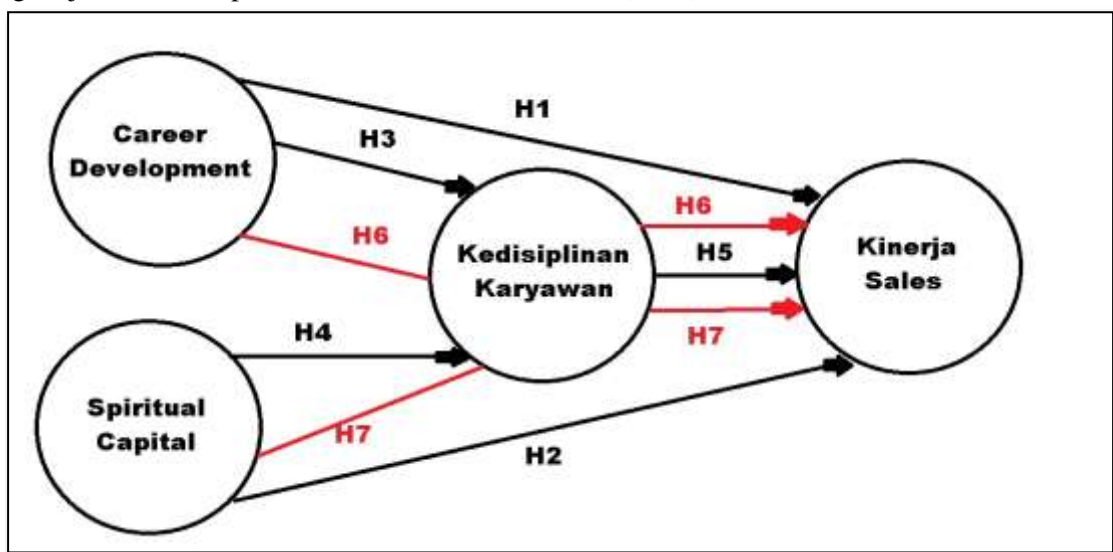 Career
Development
H1
H3
H6
Kedisiplinan
Karyawan
H6
H5
H7
Kinerja
Sales
H4
Spiritual
Capital
H7
H2